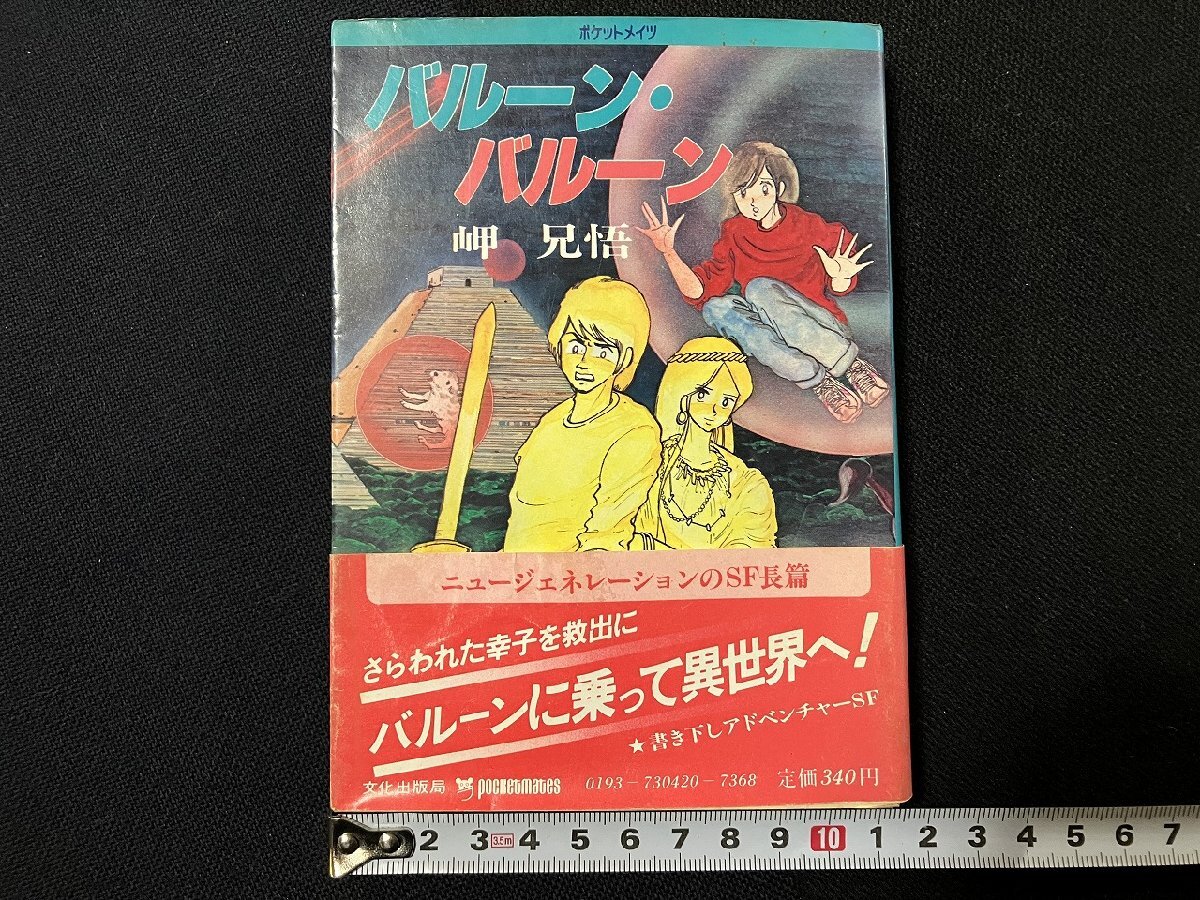 ポケットメイツ
バルーン・
バルーン
岬 兄悟
ニュージェネレーションのSF長篇
さらわれた幸子を救出に
バルーンに乗って異世界へ!
★書き下しアドベンチャーSF
文化出版局 pocketmates 0193-730420-7368 定価340円
2 3 3.5m 4 5 6 7 8 9 10 1 2 3 4 5 6 7